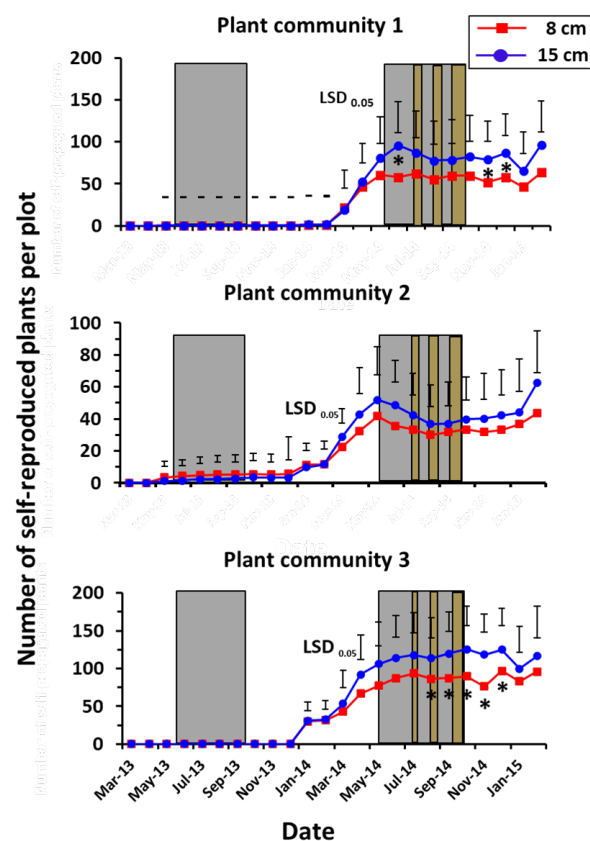 Plant community 1
8 cm
15 cm
200
150
100
50
0
LSD 0.05
*
*
*
Plant community 2
100
80
60
40
20
0
LSD 0.05
Number of self-reproduced plants per plot
Plant community 3
200
150
100
50
0
LSD 0.05
*
*
*
*
*
Mar-13
May-13
Jul-13
Sep-13
Nov-13
Jan-14
Mar-14
May-14
Jul-14
Sep-14
Nov-14
Jan-15
Date